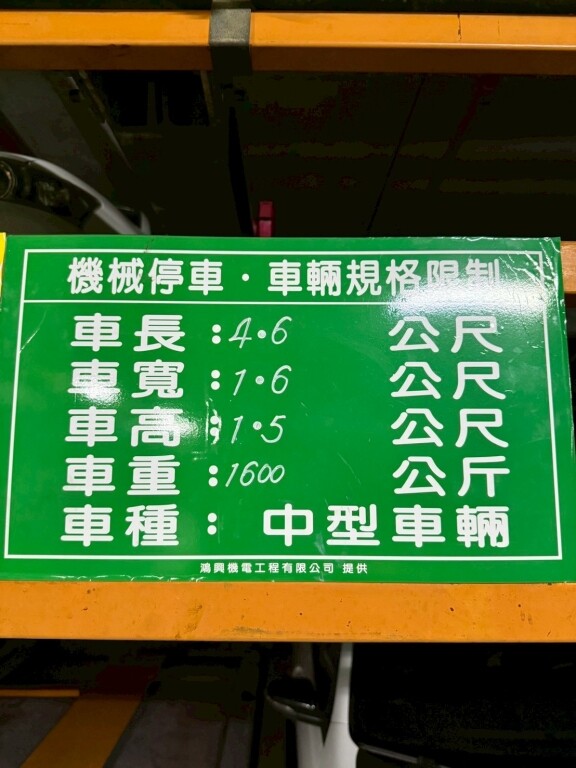 機械停車・車輛規格限制
車長:4.6 公尺
車寬:1.6 公尺
車高:1.5 公尺
車重:1600 公斤
車種: 中型車輛
鴻興機電工程有限公司 提供